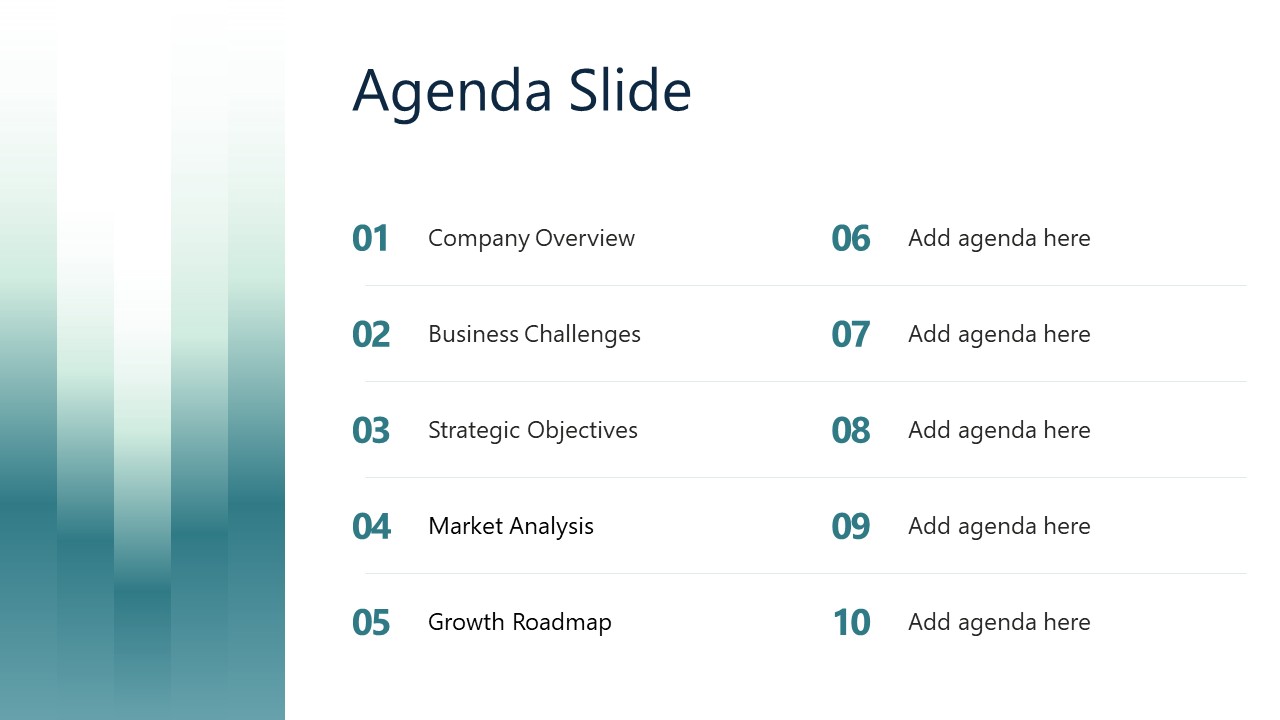 Agenda Slide
01 Company Overview
02 Business Challenges
03 Strategic Objectives
04 Market Analysis
05 Growth Roadmap
06 Add agenda here
07 Add agenda here
08 Add agenda here
09 Add agenda here
10 Add agenda here